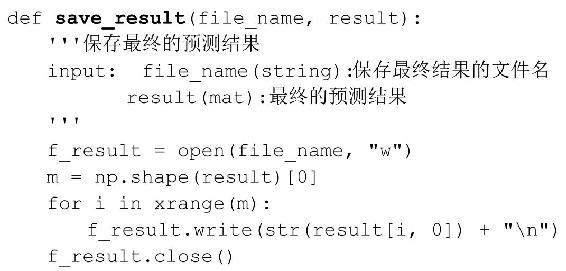 def save_result(file_name, result):
    '''保存最终的预测结果
    input:  file_name(string):保存最终结果的文件名
            result(mat):最终的预测结果
    '''
    f_result = open(file_name, "w")
    m = np.shape(result)[0]
    for i in xrange(m):
        f_result.write(str(result[i, 0]) + "\n")
    f_result.close()